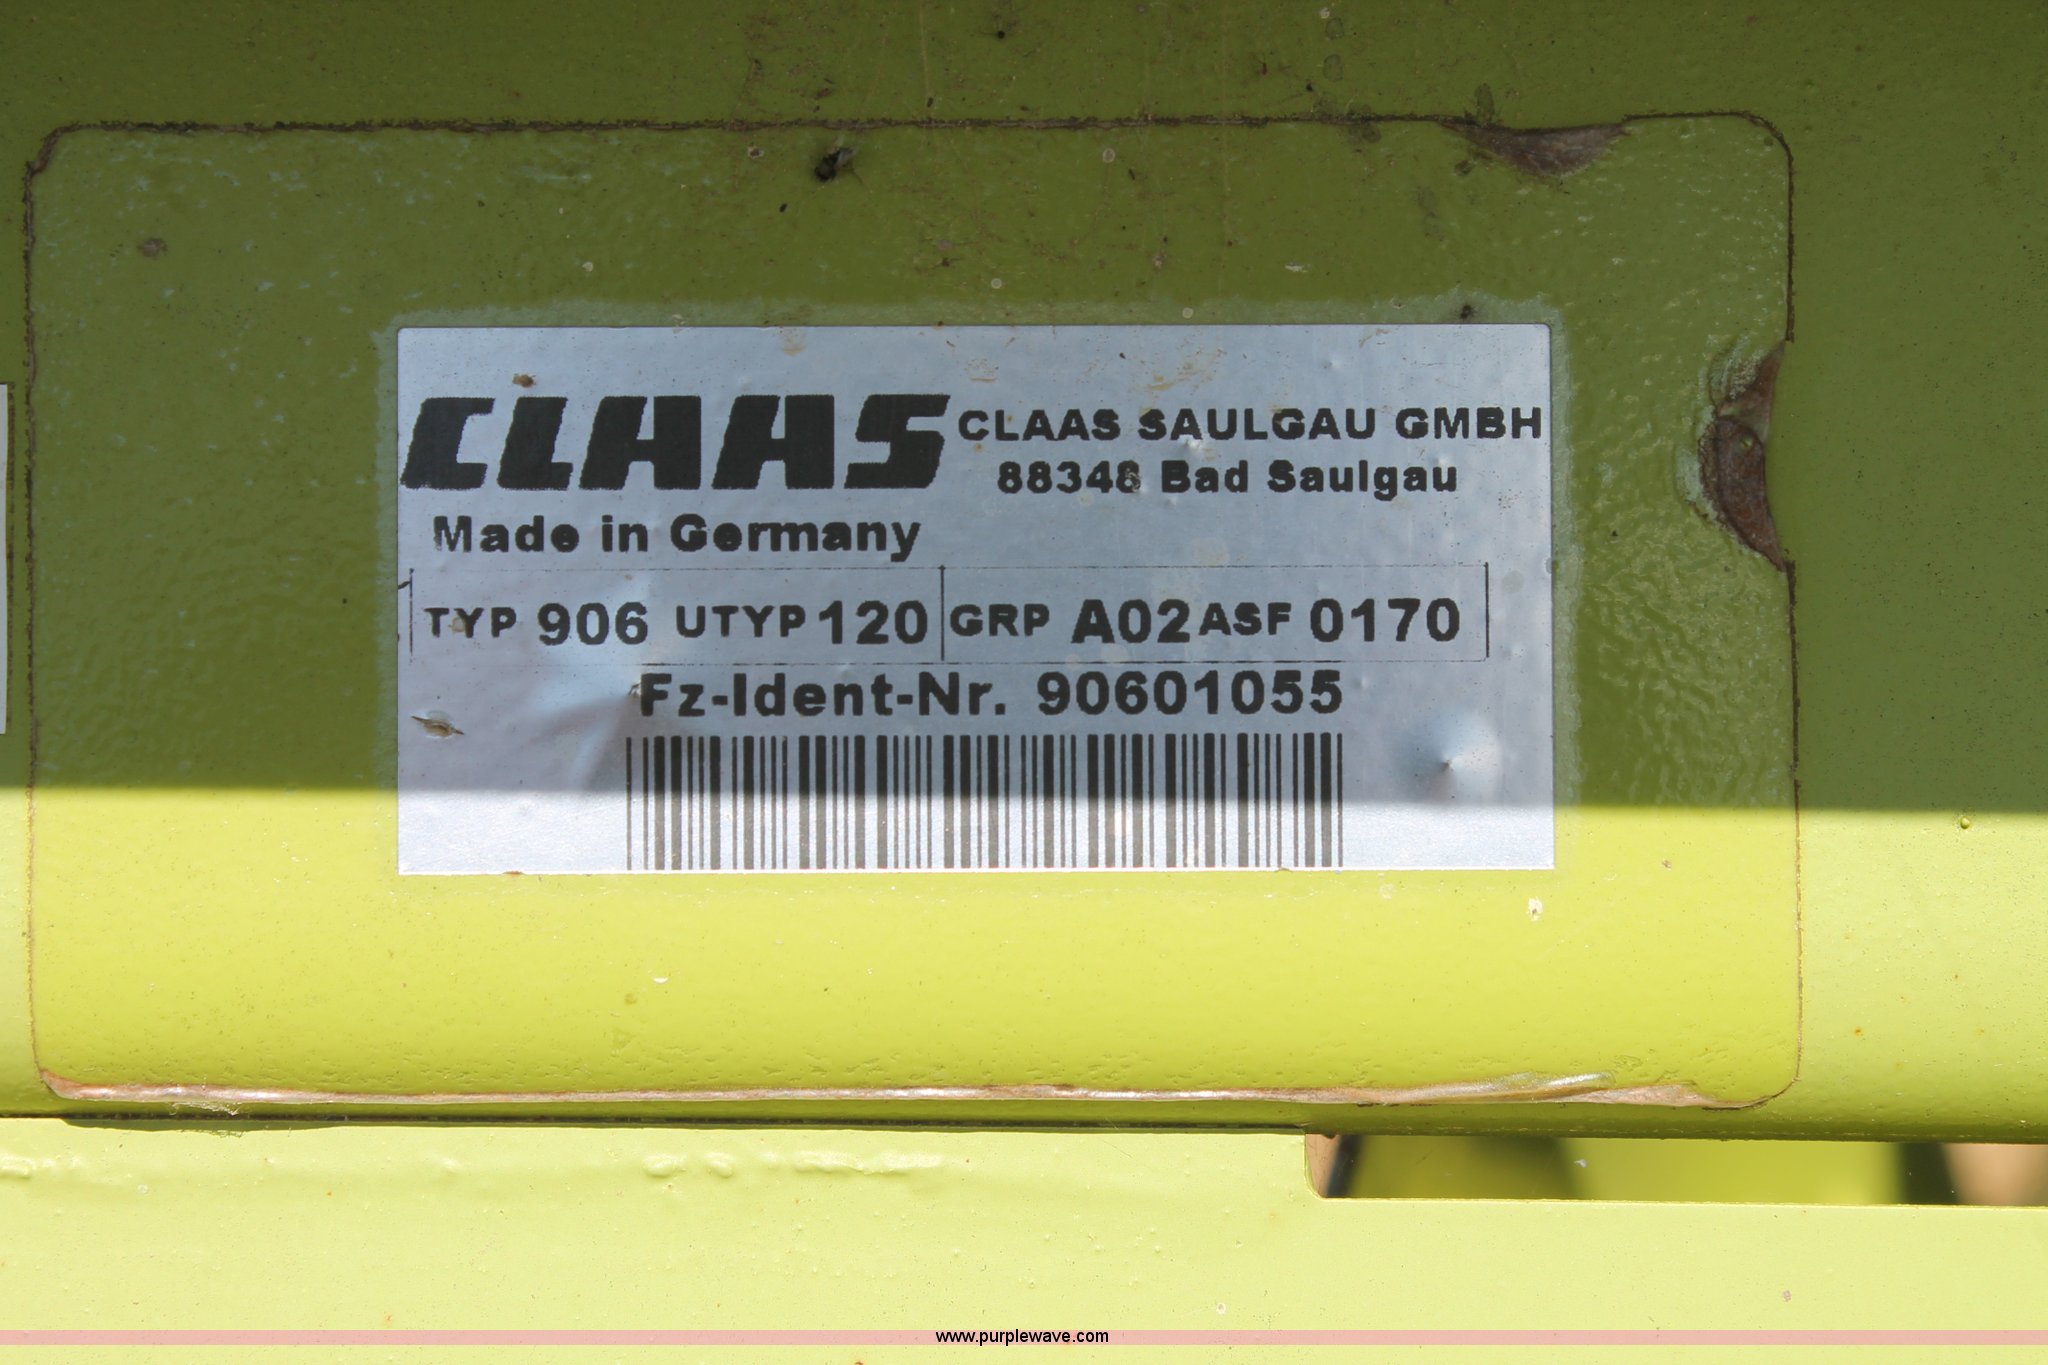 CLAAS CLAAS SAULGAU GMBH
88348 Bad Saulgau
Made in Germany
TYP 906 UTYP 120 GRP A02 ASF 0170
Fz-Ident-Nr. 90601055
www.purplewave.com